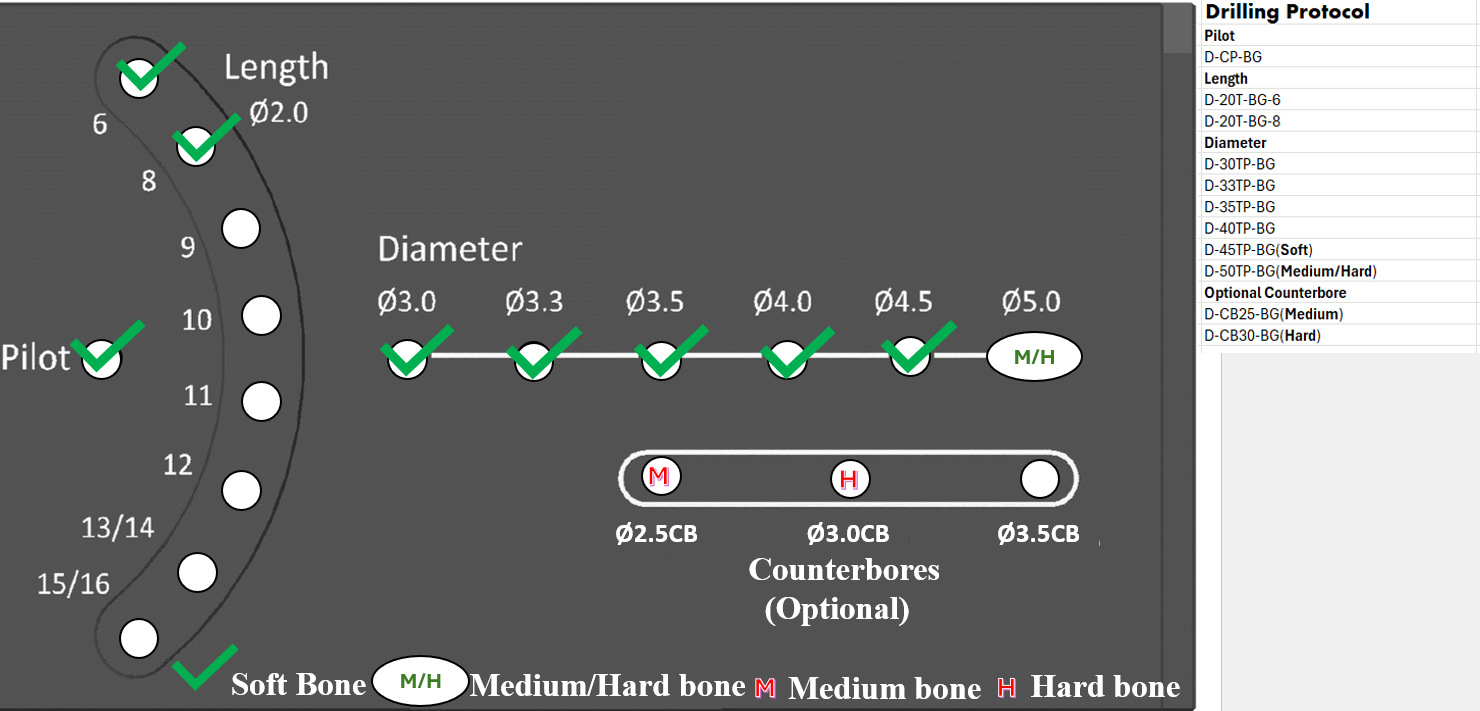 Length
Ø2.0
6
8
9
10
Pilot
11
12
13/14
15/16
Diameter
Ø3.0 Ø3.3 Ø3.5 Ø4.0 Ø4.5 Ø5.0
M/H
M H
Ø2.5CB Ø3.0CB Ø3.5CB
Counterbores
(Optional)
Soft Bone M/H Medium/Hard bone M Medium bone H Hard bone
Drilling Protocol
Pilot
D-CP-BG
Length
D-20T-BG-6
D-20T-BG-8
Diameter
D-30TP-BG
D-33TP-BG
D-35TP-BG
D-40TP-BG
D-45TP-BG(Soft)
D-50TP-BG(Medium/Hard)
Optional Counterbore
D-CB25-BG(Medium)
D-CB30-BG(Hard)